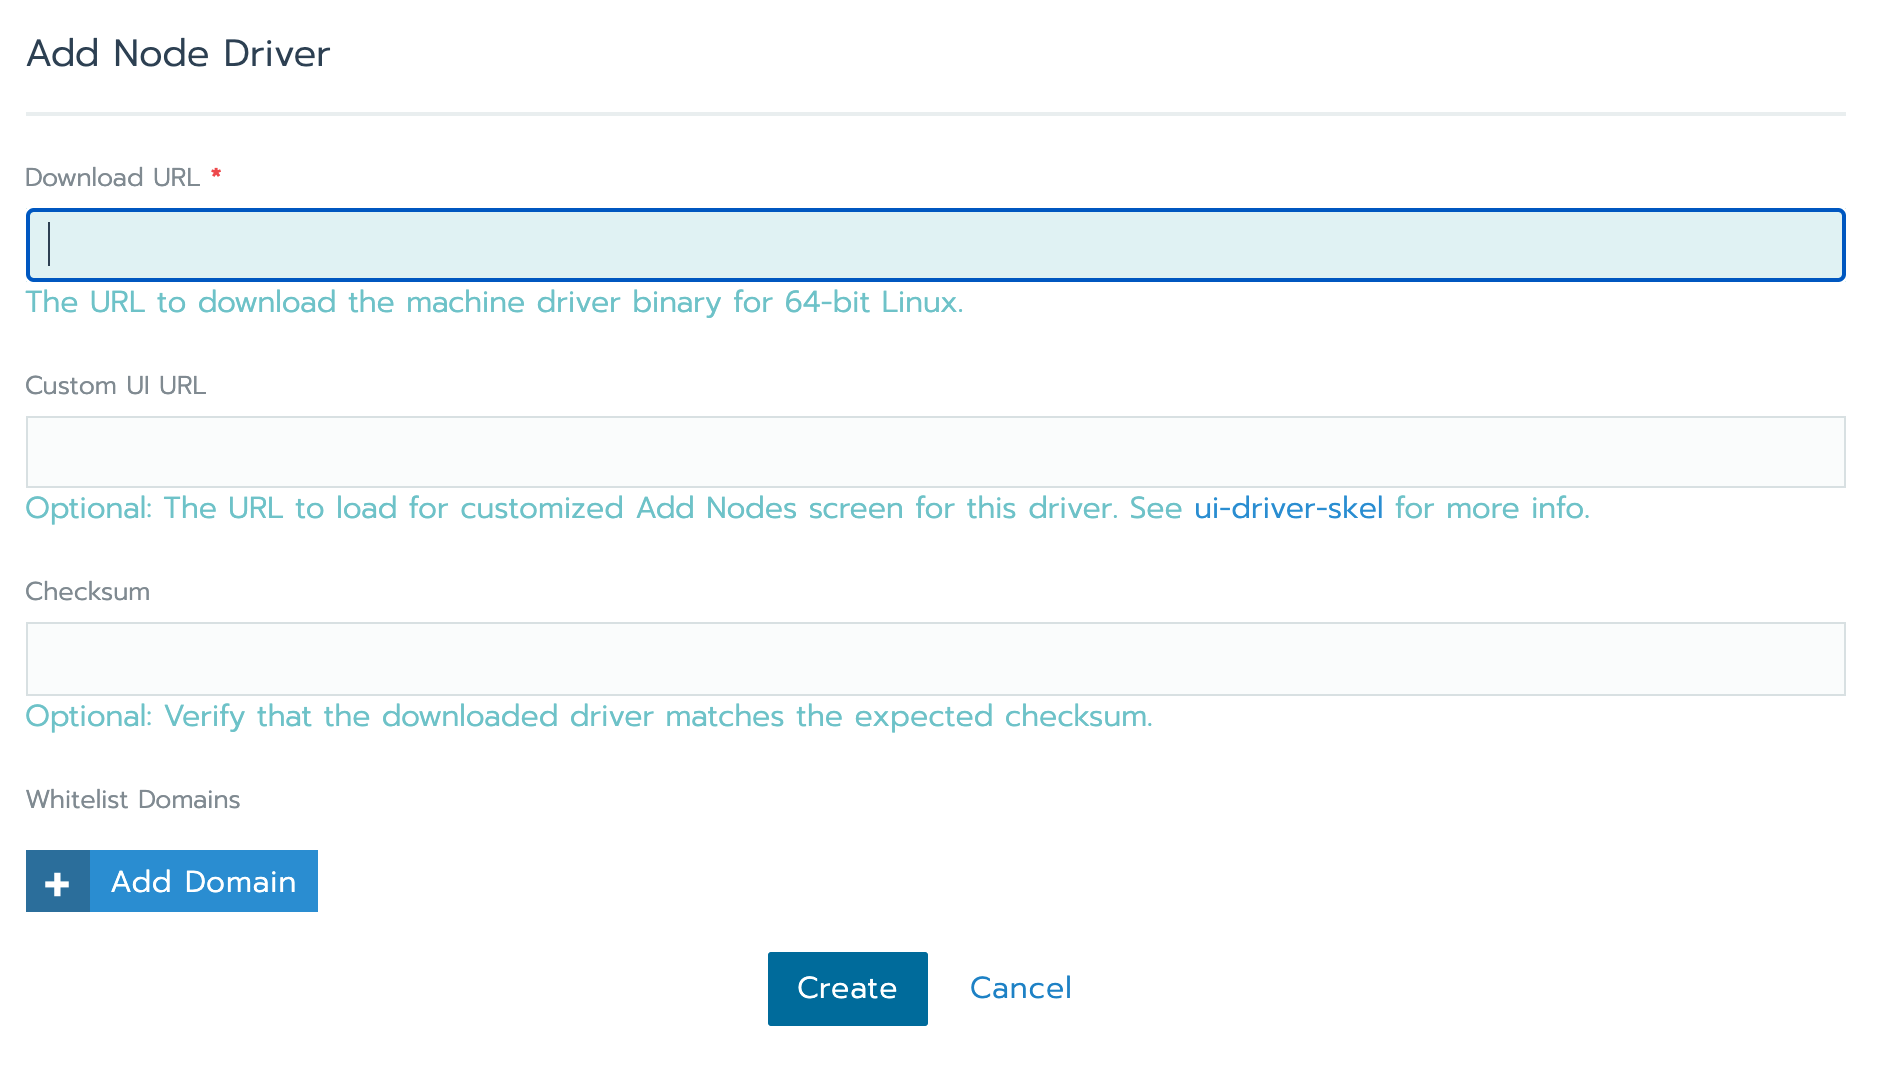 Add Node Driver
Download URL *
The URL to download the machine driver binary for 64-bit Linux.
Custom UI URL
Optional: The URL to load for customized Add Nodes screen for this driver. See ui-driver-skel for more info.
Checksum
Optional: Verify that the downloaded driver matches the expected checksum.
Whitelist Domains
+ Add Domain
Create Cancel